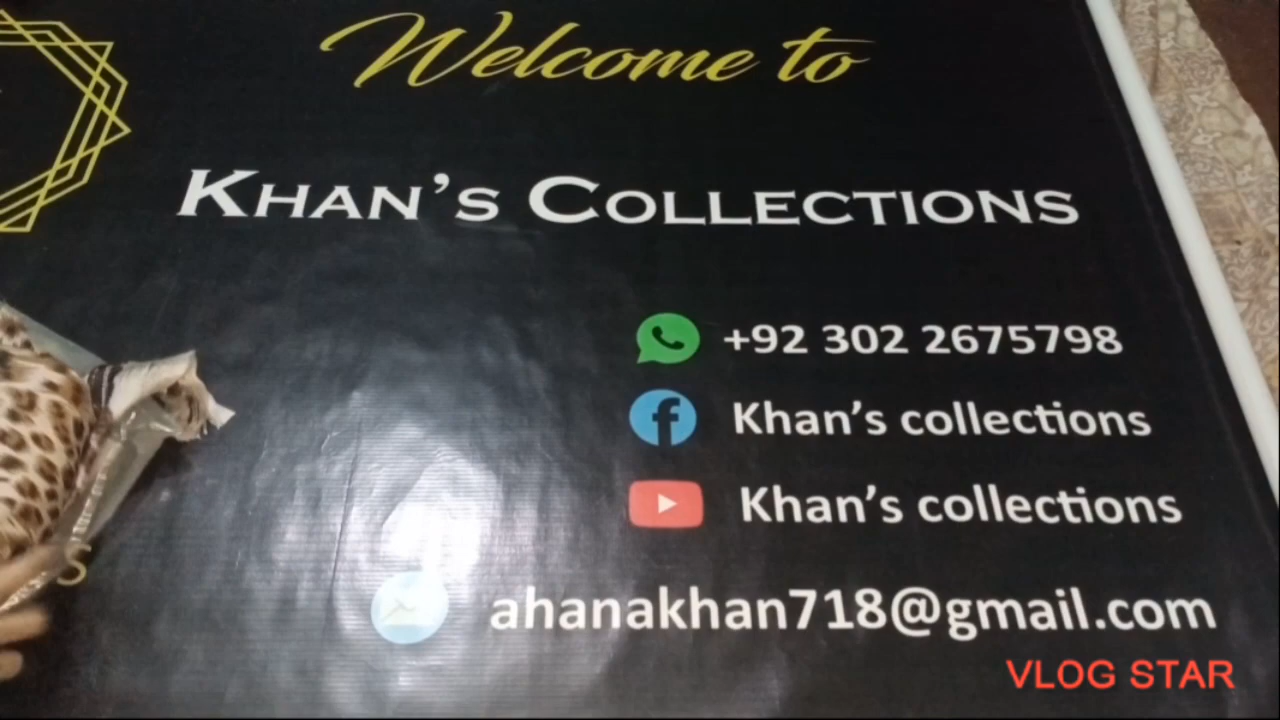 Welcome to
KHAN'S COLLECTIONS
+92 302 2675798
Khan's collections
Khan's collections
S
ahanakhan718@gmail.com
VLOG STAR